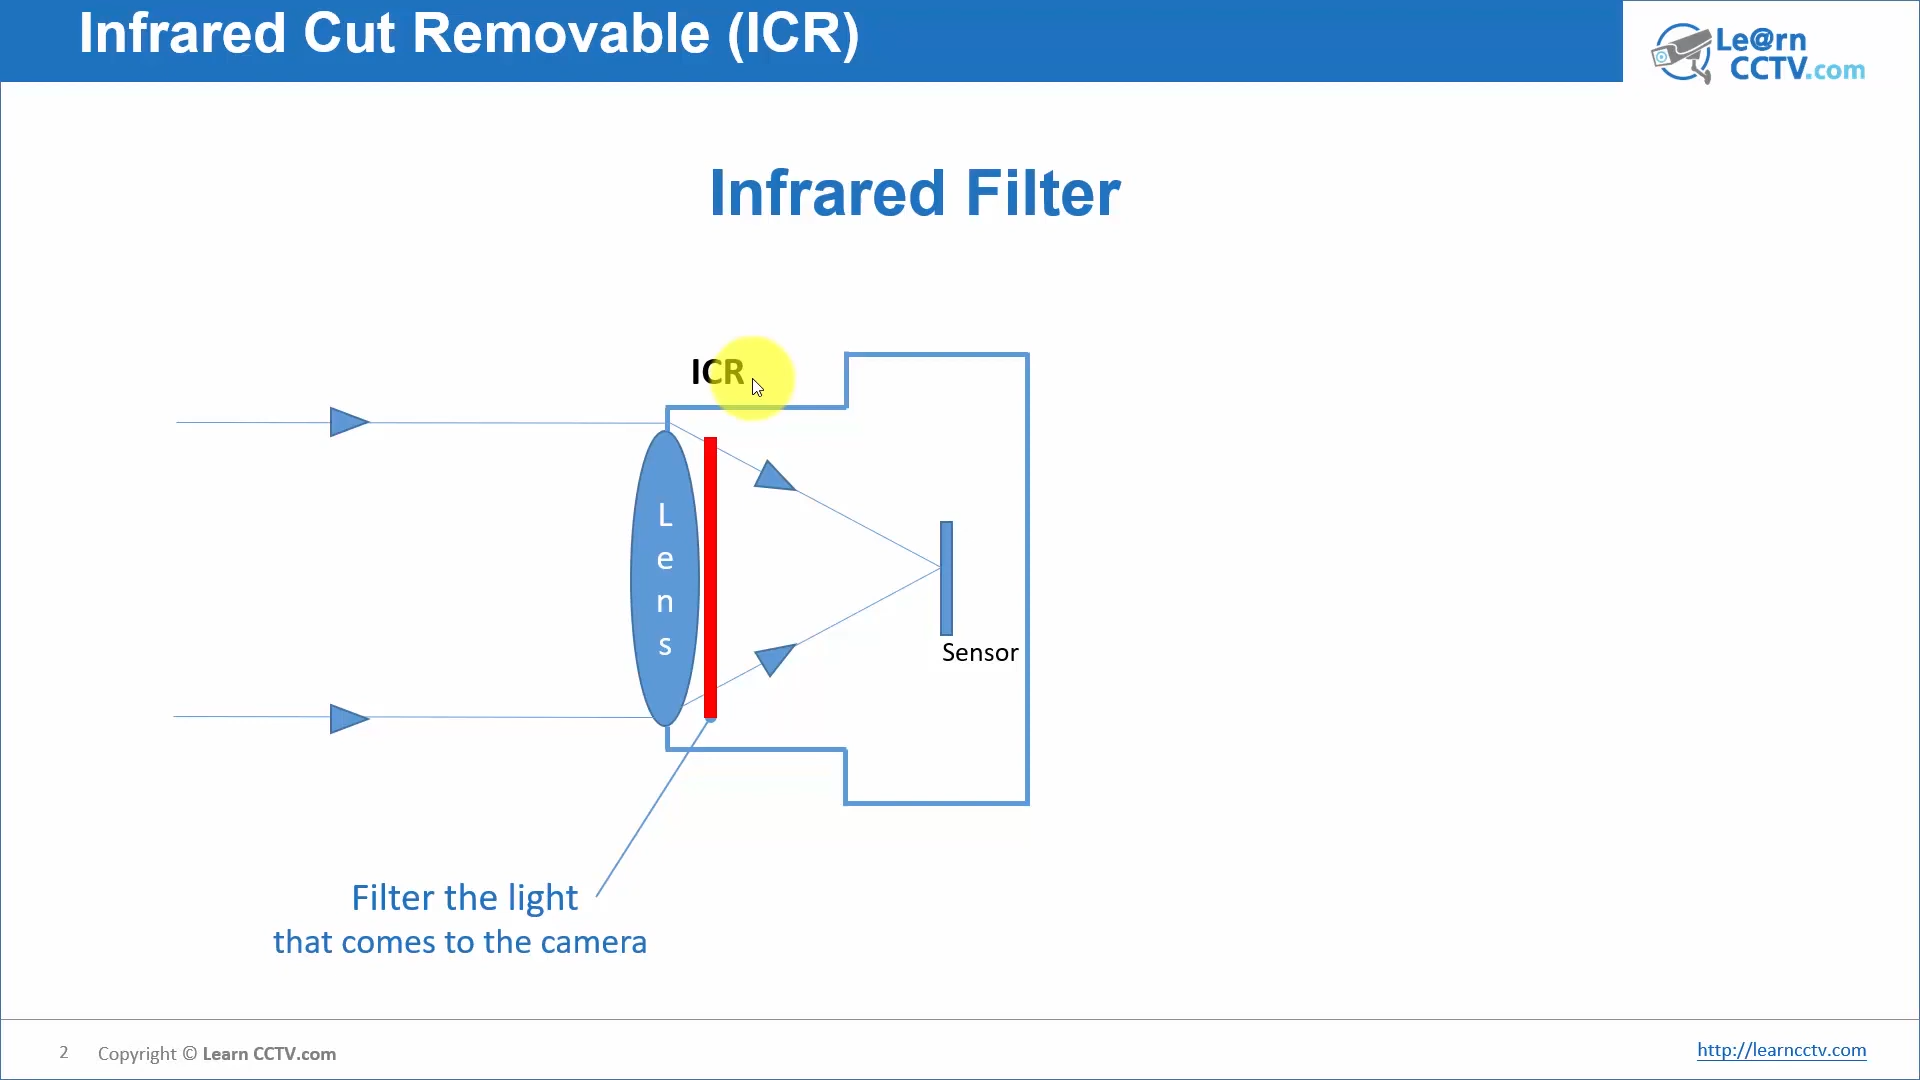 Infrared Cut Removable (ICR)
Le@rn
CCTV.com
Infrared Filter
ICR
Lens
Sensor
Filter the light
that comes to the camera
2 Copyright © Learn CCTV.com
http://learncctv.com